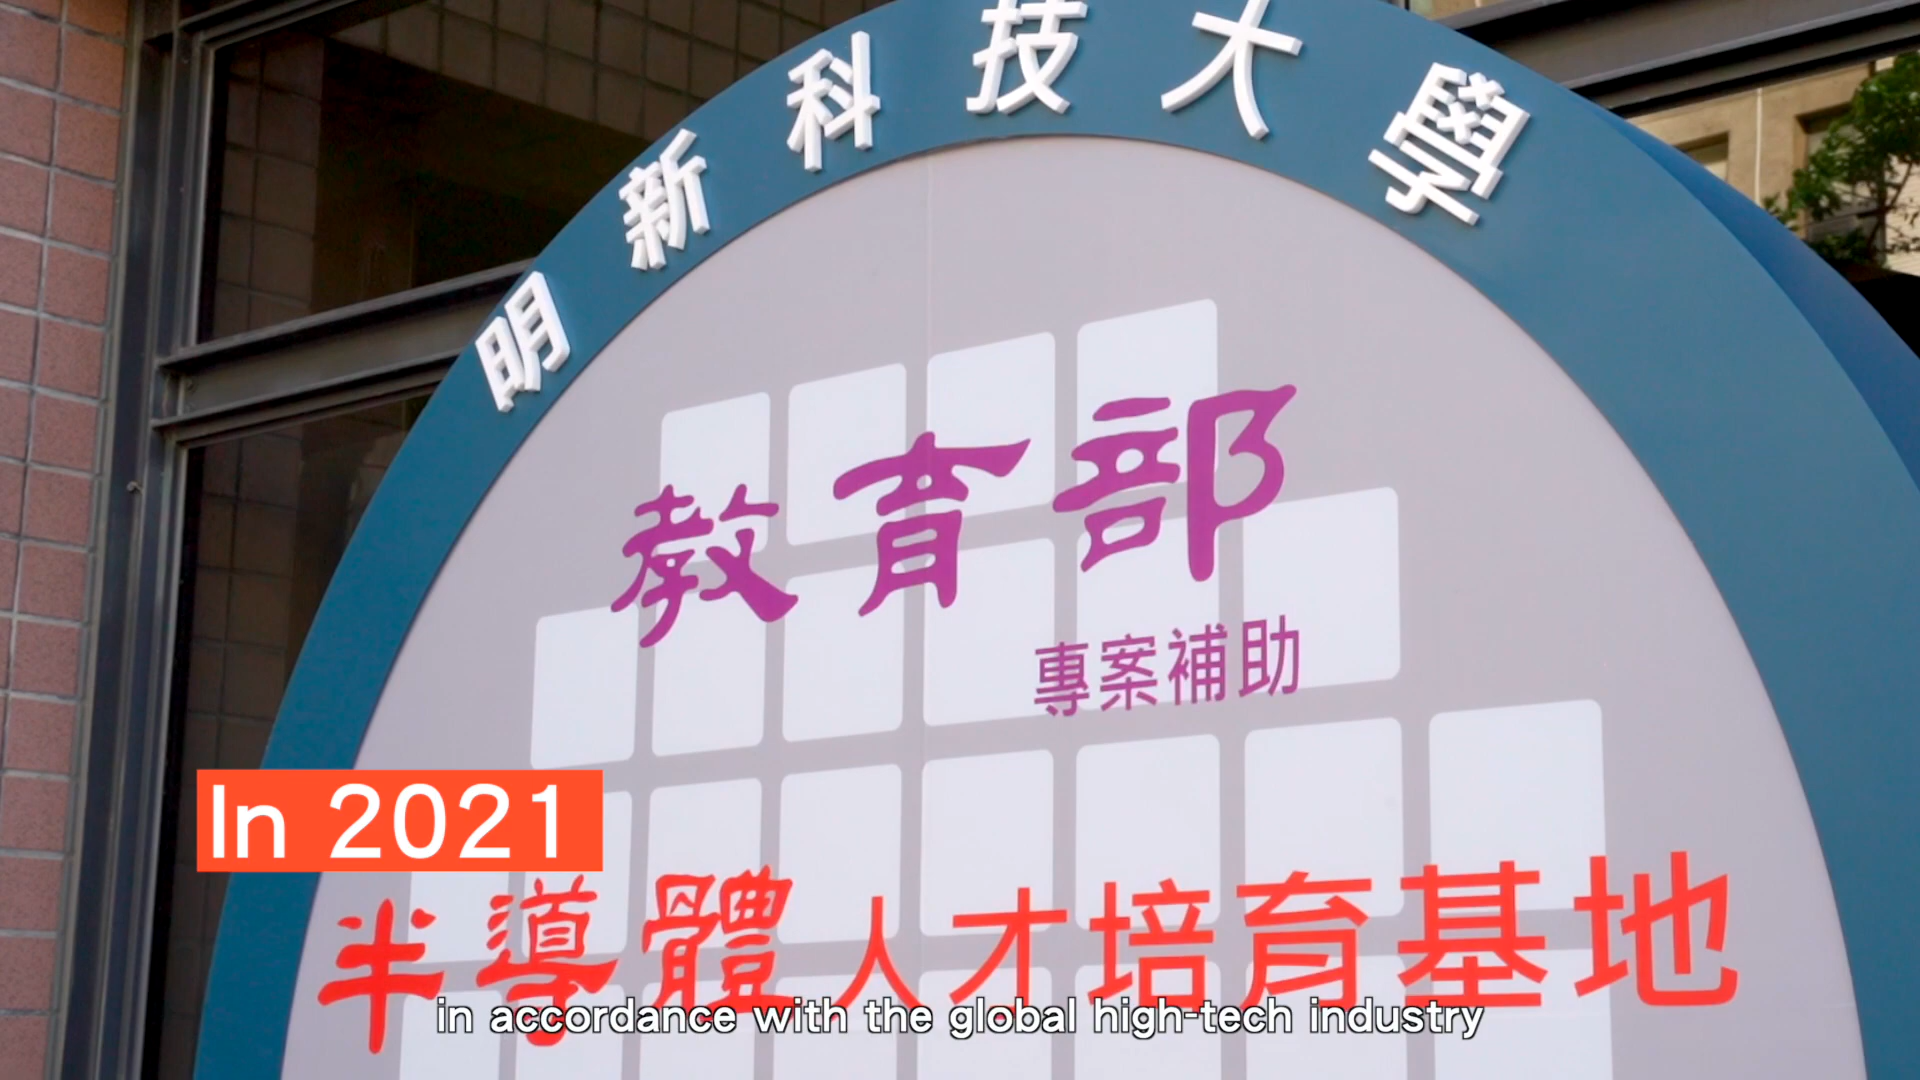 明新科技大學
教育部
專案補助
In 2021
半導體人才培育基地
in accordance with the global high-tech industry